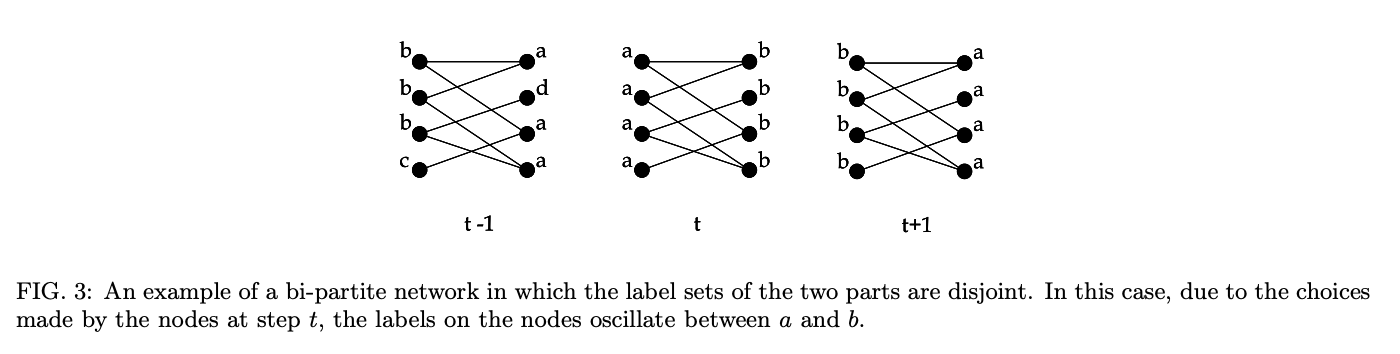 b a a b b a
b d a b b a
b a a b b a
c a a b b a
t -1 t t+1
FIG. 3: An example of a bi-partite network in which the label sets of the two parts are disjoint. In this case, due to the choices
made by the nodes at step t, the labels on the nodes oscillate between a and b.